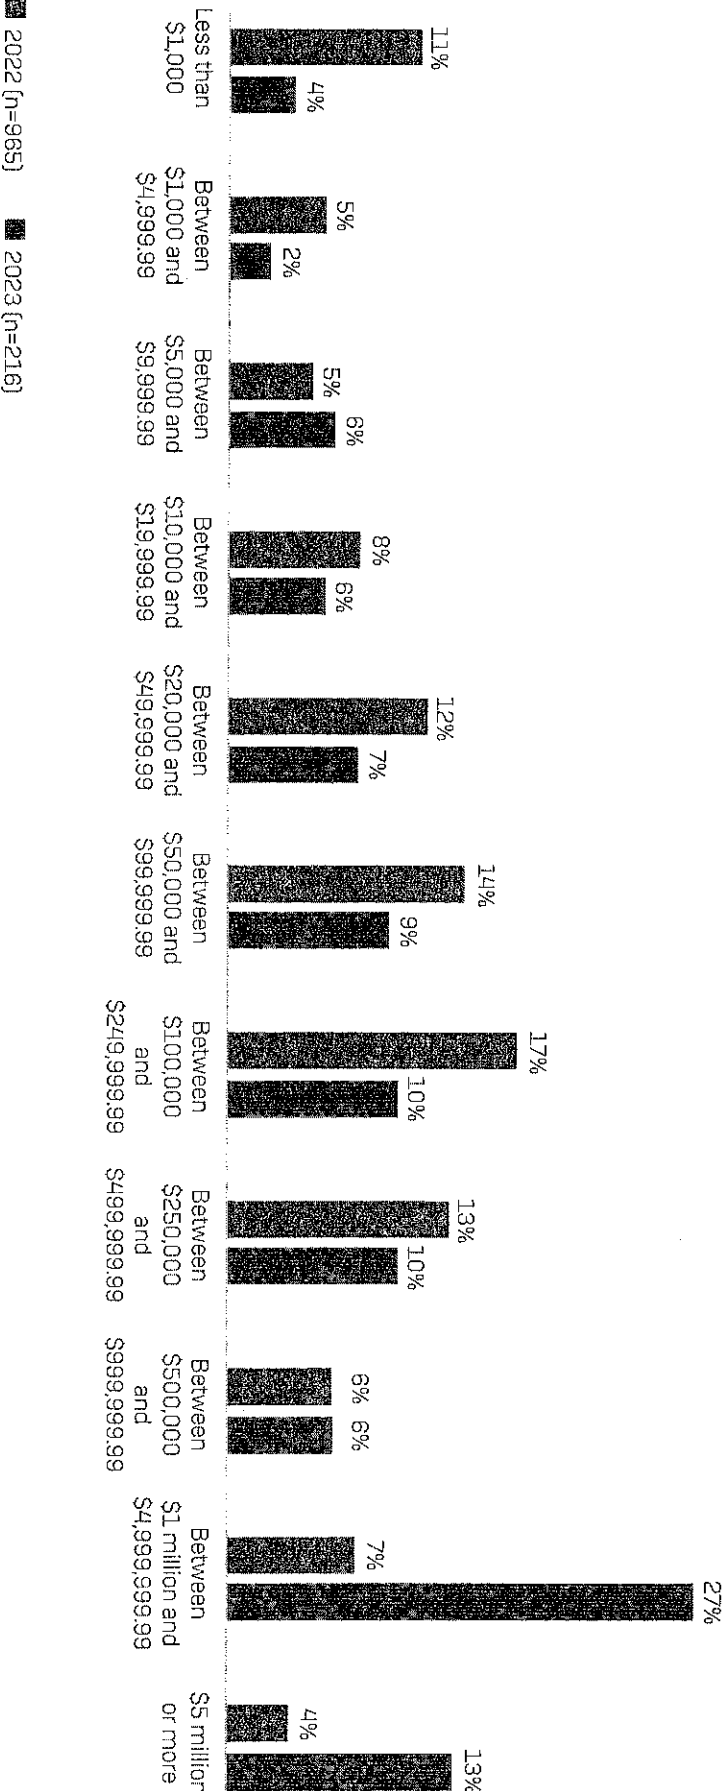 11%
4%
5%
2%
5%
6%
8%
6%
12%
7%
14%
9%
17%
10%
13%
10%
6%
6%
7%
27%
4%
13%
Less than
$1,000
Between
$1,000 and
$4,999.99
Between
$5,000 and
$9,999.99
Between
$10,000 and
$19,999.99
Between
$20,000 and
$49,999.99
Between
$50,000 and
$99,999.99
Between
$100,000
and
$249,999.99
Between
$250,000
and
$499,999.99
Between
$500,000
and
$999,999.99
Between
$1 million and
$4,999,999.99
$5 million
or more
2022 (n=965)
2023 (n=216)